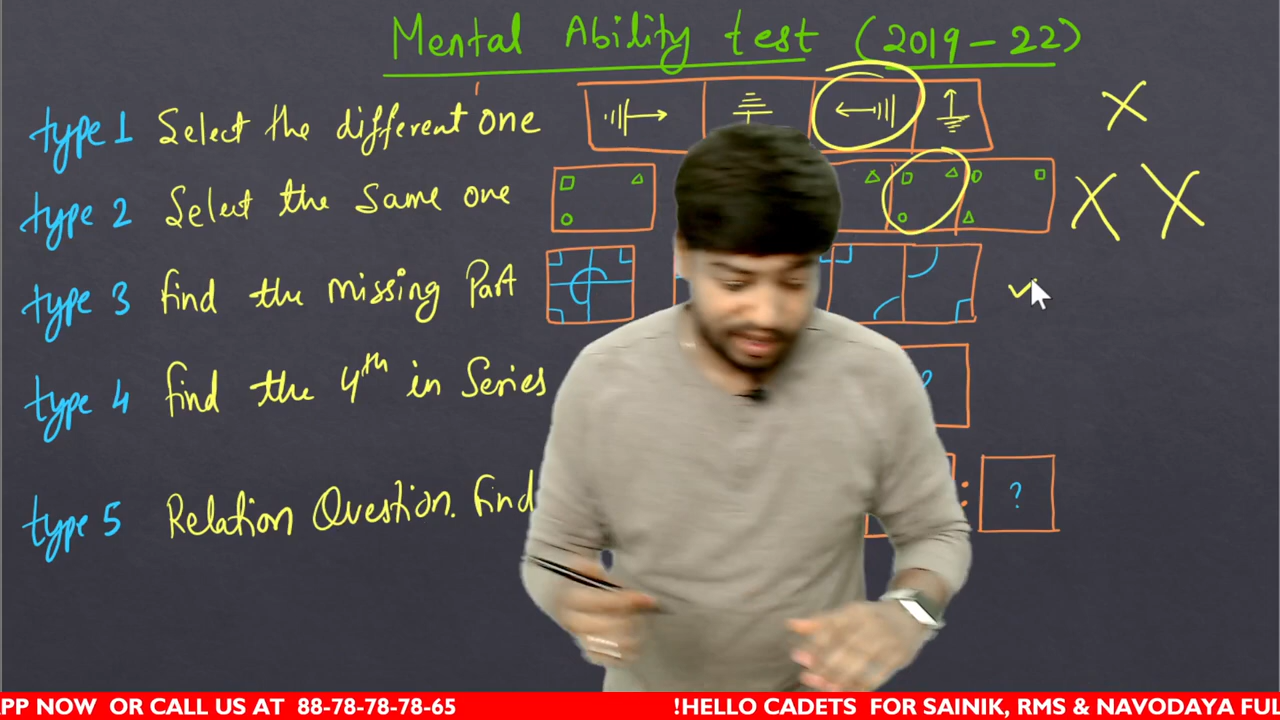 Mental Ability test (2019-22)
type 1 Select the different one
type 2 Select the same one
type 3 find the missing Part
type 4 find the 4th in Series
type 5 Relation Question. find : ?
PP NOW OR CALL US AT 88-78-78-78-65 !HELLO CADETS FOR SAINIK, RMS & NAVODAYA FUL